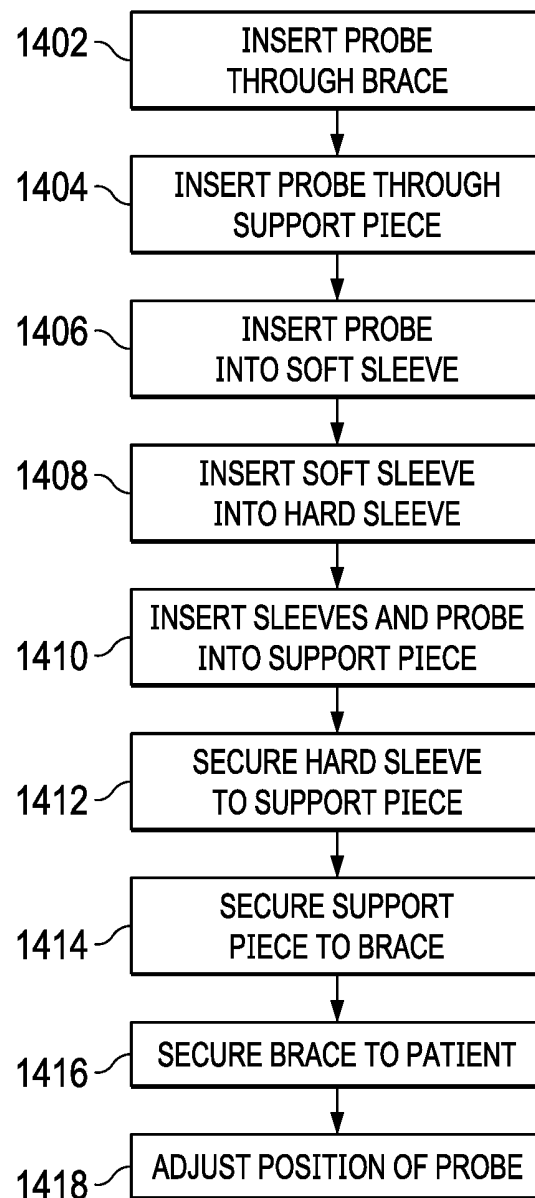 1402
INSERT PROBE
THROUGH BRACE
1404
INSERT PROBE THROUGH
SUPPORT PIECE
1406
INSERT PROBE
INTO SOFT SLEEVE
1408
INSERT SOFT SLEEVE
INTO HARD SLEEVE
1410
INSERT SLEEVES AND PROBE
INTO SUPPORT PIECE
1412
SECURE HARD SLEEVE
TO SUPPORT PIECE
1414
SECURE SUPPORT
PIECE TO BRACE
1416
SECURE BRACE TO PATIENT
1418
ADJUST POSITION OF PROBE